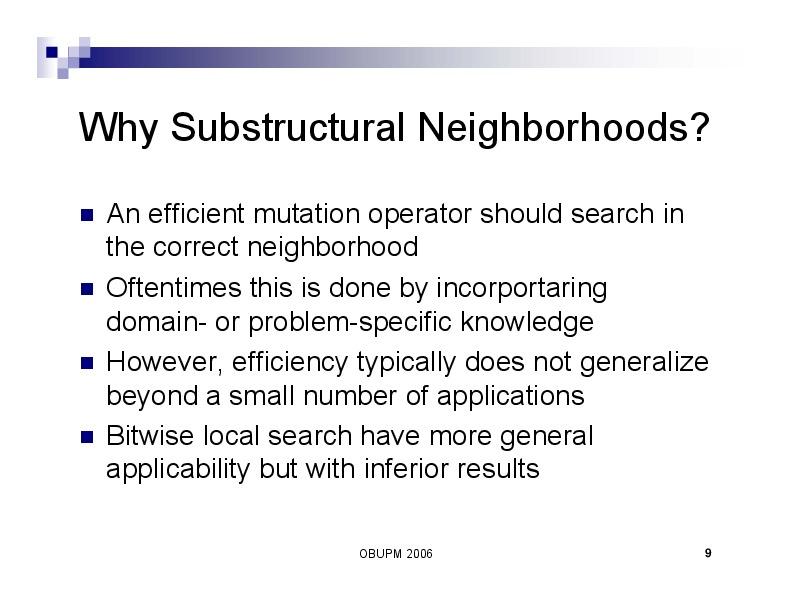 Why Substructural Neighborhoods?
An efficient mutation operator should search in
the correct neighborhood
Oftentimes this is done by incorportaring
domain- or problem-specific knowledge
However, efficiency typically does not generalize
beyond a small number of applications
Bitwise local search have more general
applicability but with inferior results
OBUPM 2006
9